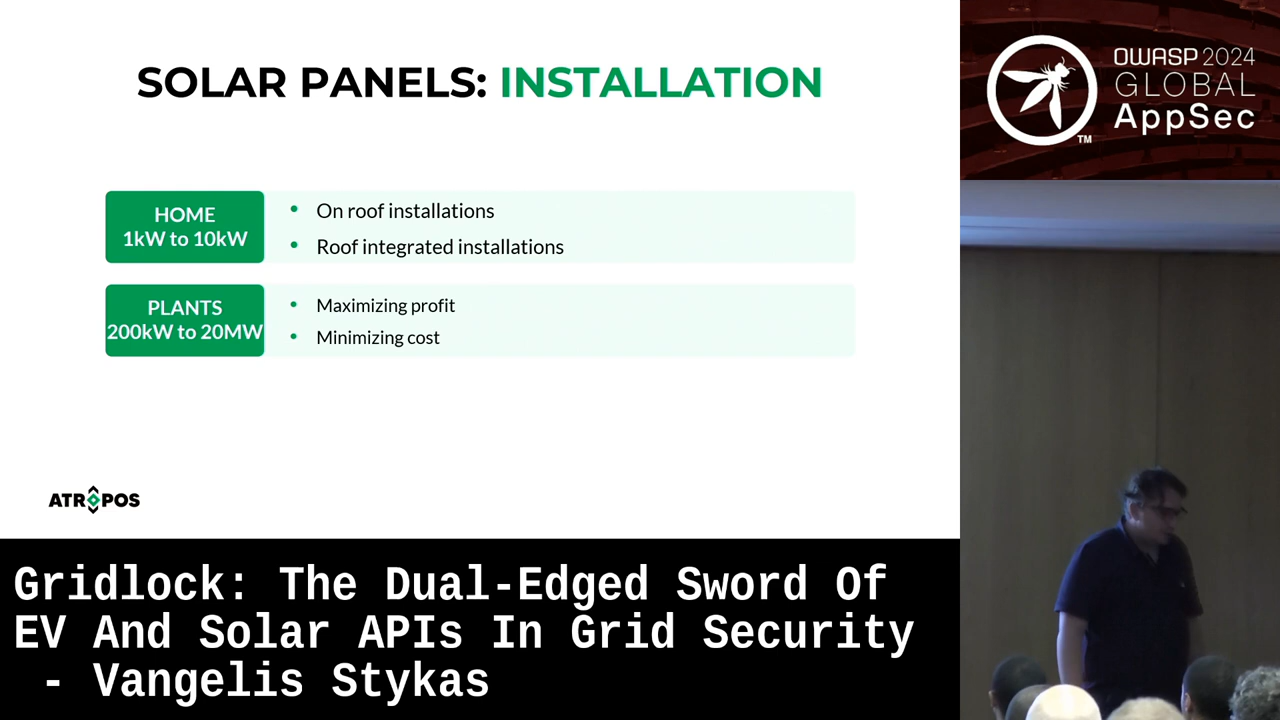 SOLAR PANELS: INSTALLATION
HOME
1kW to 10kW
• On roof installations
• Roof integrated installations
PLANTS
200kW to 20MW
• Maximizing profit
• Minimizing cost
ATROPOS
Gridlock: The Dual-Edged Sword Of
EV And Solar APIs In Grid Security
- Vangelis Stykas
OWASP 2024
GLOBAL
AppSec
TM